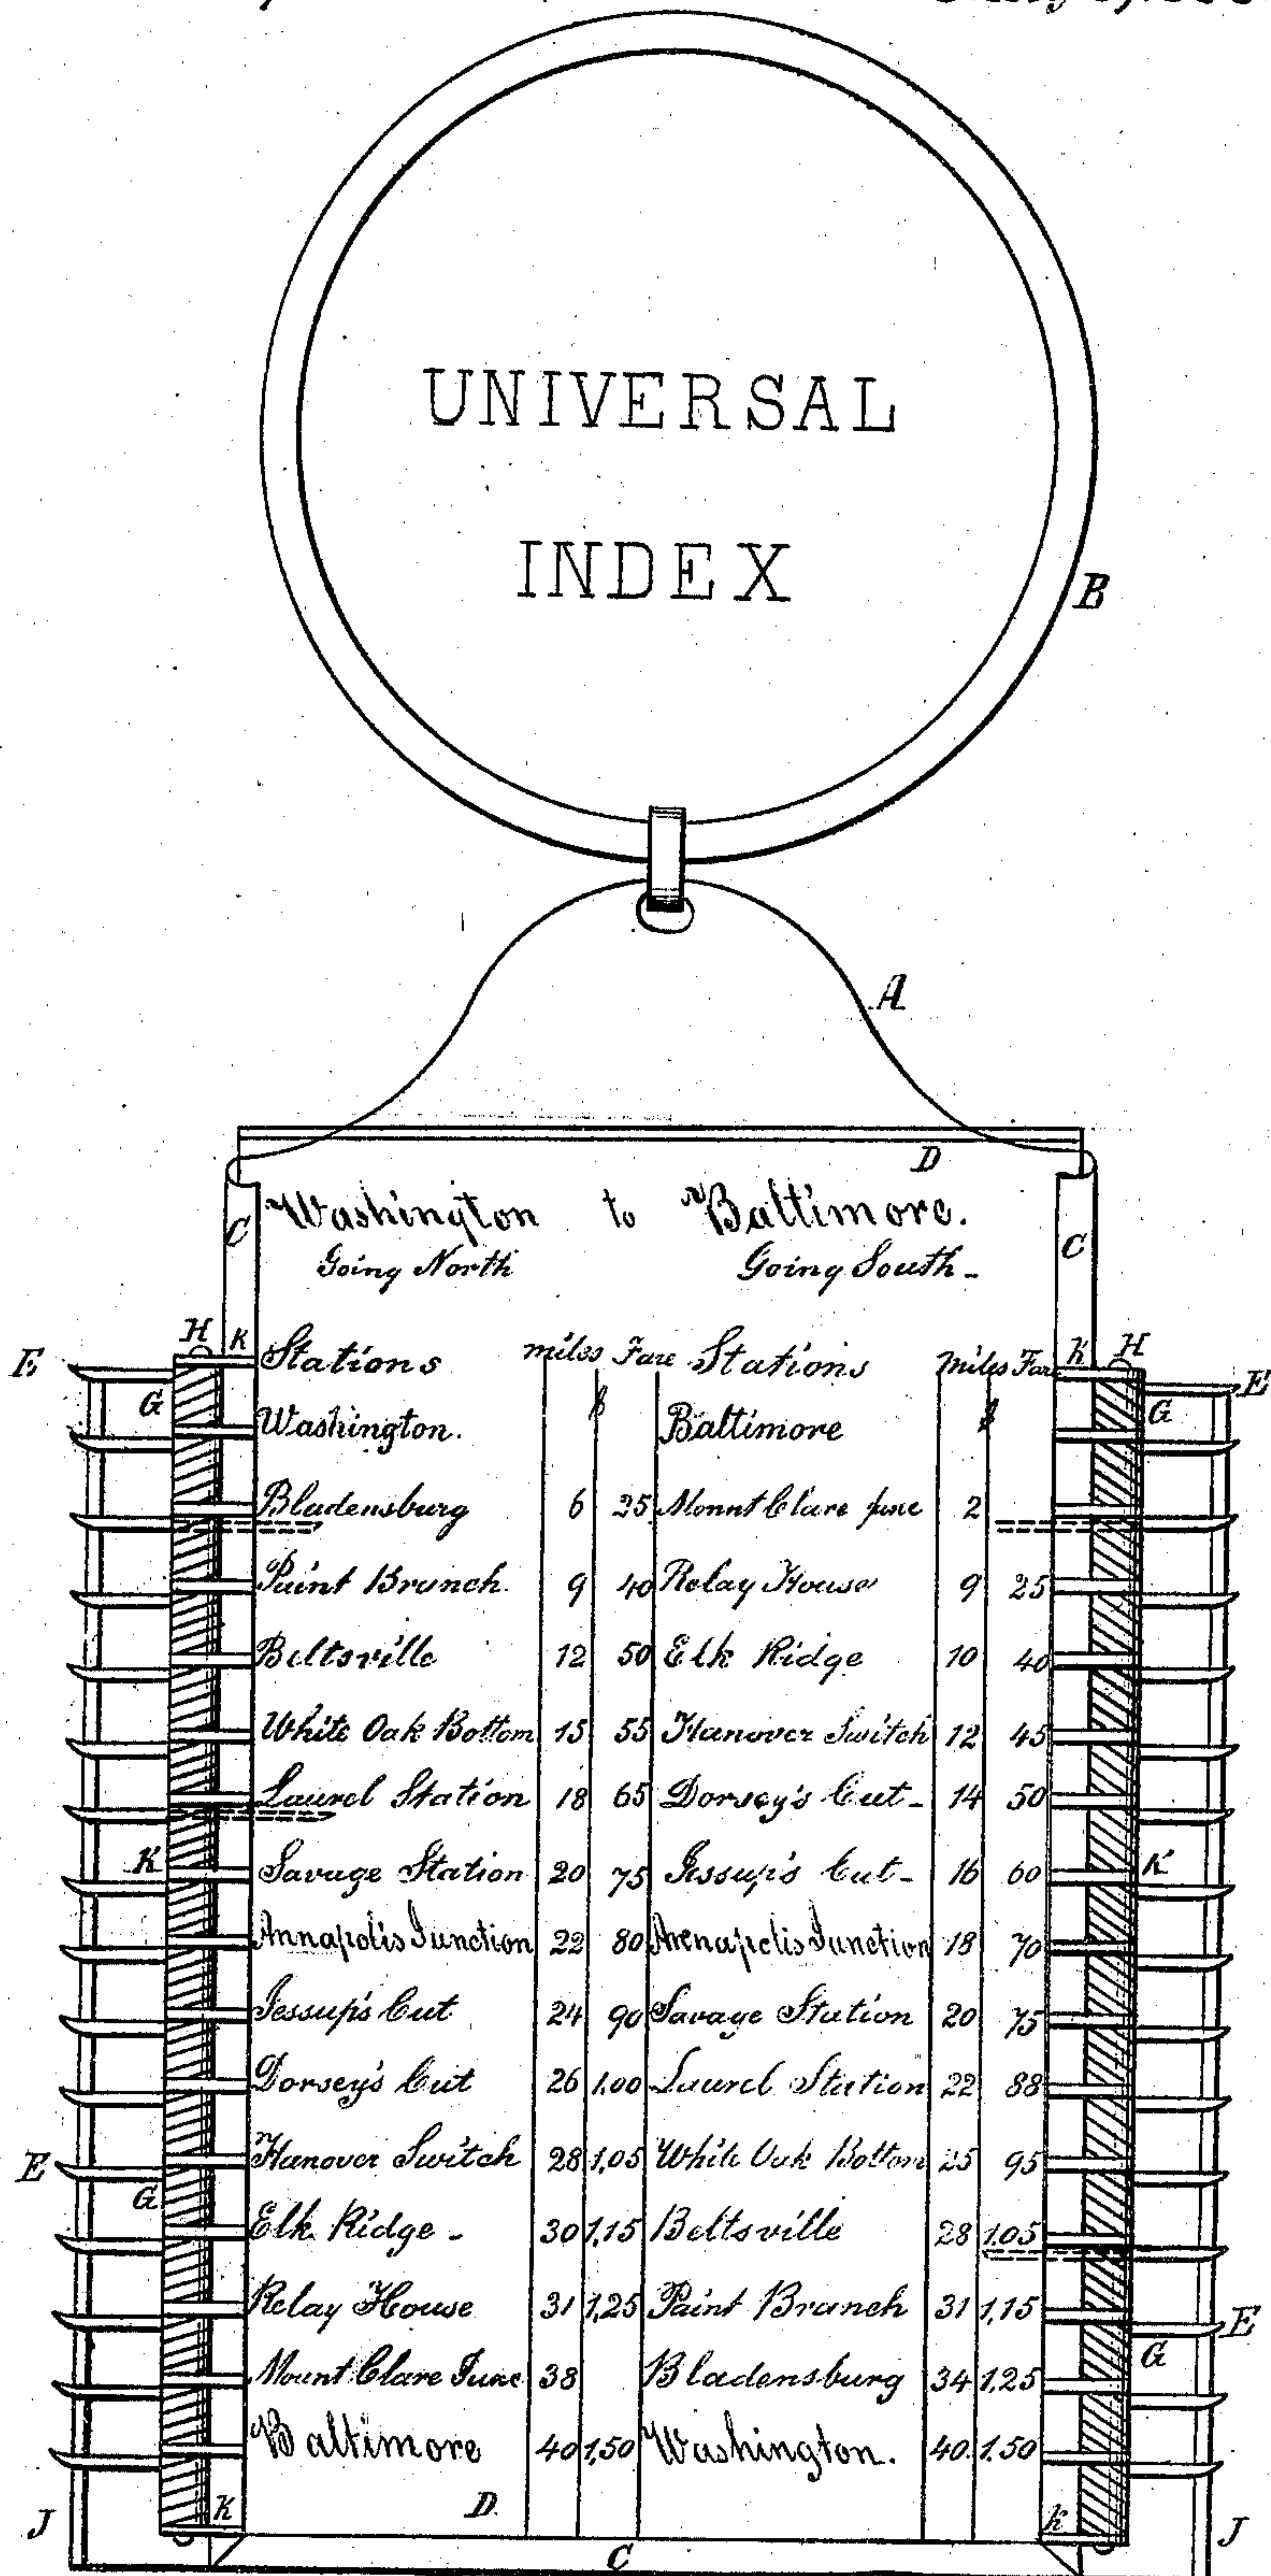 UNIVERSAL
INDEX
B
A
D
Washington to Baltimore.
C C
Going North Going South -
H K H K
E Stations miles Fare Stations Miles Fare E
G $ $ G
Washington. Baltimore
Bladensburg 6 25 Mount Clare June 2
Paint Branch. 9 40 Relay House 9 25
Beltsville 12 50 Elk Ridge 10 40
White Oak Bottom 15 55 Hanover Switch 12 45
Laurel Station 18 65 Dorsey's Cut - 14 50
K Savage Station 20 75 Jessup's Cut - 16 60 K
Annapolis Junction 22 80 Annapolis Junction 18 70
Jessup's Cut 24 90 Savage Station 20 75
Dorsey's Cut 26 1.00 Laurel Station 22 88
E Hanover Switch 28 1,05 White Oak Bottom 25 95
G
Elk Ridge - 30 1,15 Beltsville 28 1.05
Relay House 31 1,25 Paint Branch 31 1,15 E
Mount Clare Junc 38 Bladensburg 34 1,25 G
Baltimore 40 1,50 Washington. 40. 1.50
J K D. K J
C